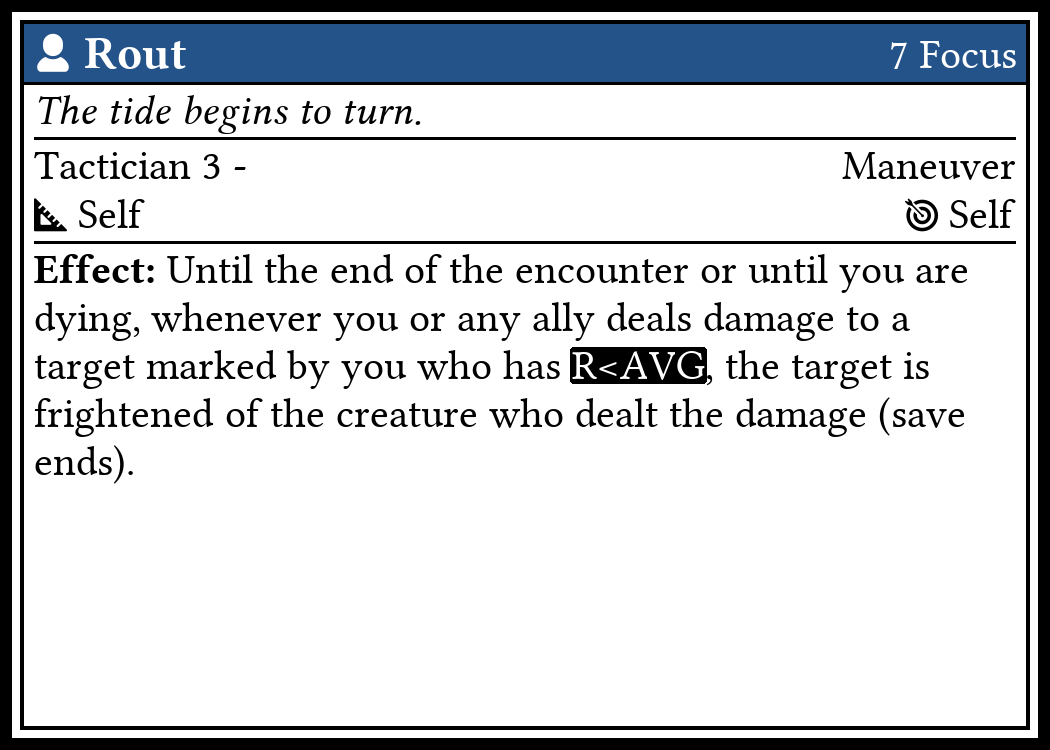 Rout 7 Focus
The tide begins to turn.
Tactician 3 - Maneuver
Self Self
Effect: Until the end of the encounter or until you are
dying, whenever you or any ally deals damage to a
target marked by you who has R<AVG, the target is
frightened of the creature who dealt the damage (save
ends).